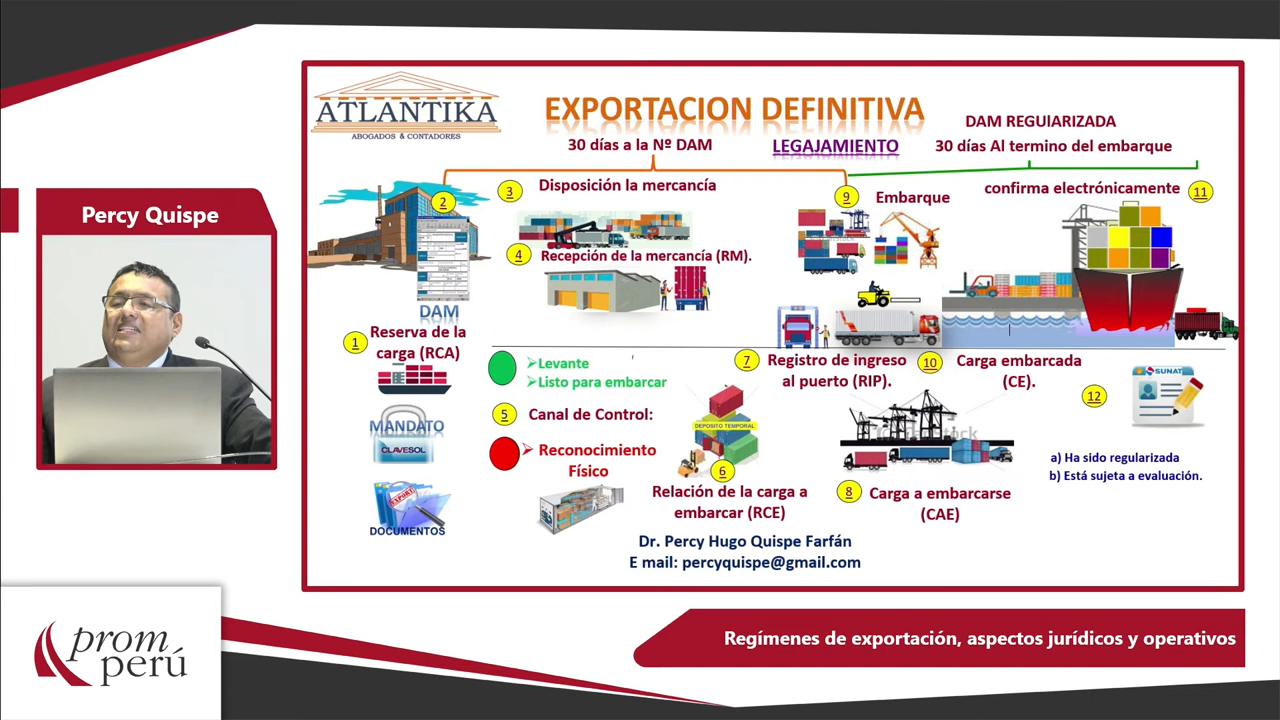 Percy Quispe
ATLANTIKA
ABOGADOS & CONTADORES
EXPORTACION DEFINITIVA
30 días a la Nº DAM
LEGAJAMIENTO
DAM REGUlARIZADA
30 días Al termino del embarque
2
3
Disposición la mercancía
9
Embarque
confirma electrónicamente
11
4
Recepción de la mercancía (RM).
DAM
1
Reserva de la
carga (RCA)
Levante
Listo para embarcar
7
Registro de ingreso
al puerto (RIP).
10
Carga embarcada
(CE).
12
SUNAT
MANDATO
CLAVESOL
5
Canal de Control:
Reconocimiento
Físico
DEPOSITO TEMPORAL
6
Relación de la carga a
embarcar (RCE)
8
Carga a embarcarse
(CAE)
a) Ha sido regularizada
b) Está sujeta a evaluación.
EXPORT
DOCUMENTOS
Dr. Percy Hugo Quispe Farfán
E mail: percyquispe@gmail.com
prom
perú
Regímenes de exportación, aspectos jurídicos y operativos